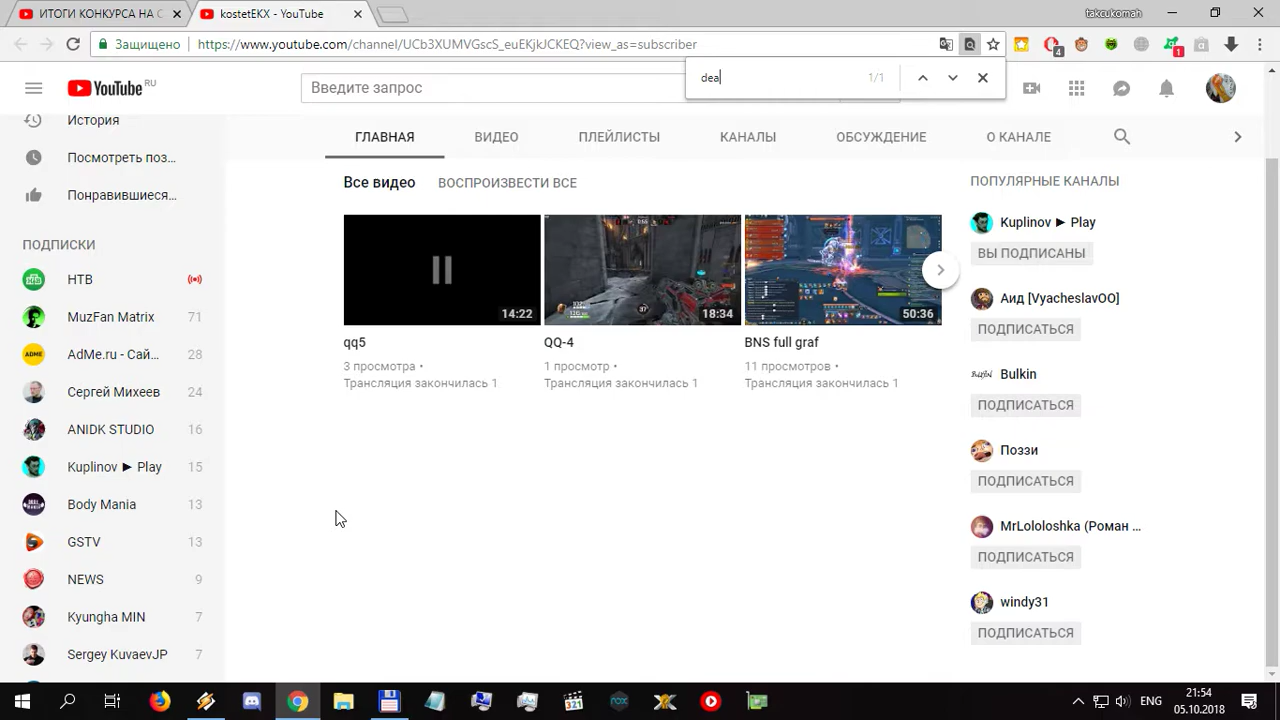 ИТОГИ КОНКУРСА НА С
kostetEKX - YouTube
takcukomah
Защищено
https://www.youtube.com/channel/UCb3XUMVGscS_euEKjkJCKEQ?view_as=subscriber
4
1
dea
1/1
YouTube RU
Введите запрос
История
Посмотреть поз...
Понравившиеся...
ПОДПИСКИ
НТВ
MuzFan Matrix 71
AdMe.ru - Сай... 28
Сергей Михеев 24
ANIDK STUDIO 16
Kuplinov ► Play 15
Body Mania 13
GSTV 13
NEWS 9
Kyungha MIN 7
Sergey KuvaevJP 7
ГЛАВНАЯ ВИДЕО ПЛЕЙЛИСТЫ КАНАЛЫ ОБСУЖДЕНИЕ О КАНАЛЕ
Все видео ВОСПРОИЗВЕСТИ ВСЕ
14:22
18:34
50:36
qq5
3 просмотра •
Трансляция закончилась 1
QQ-4
1 просмотр •
Трансляция закончилась 1
BNS full graf
11 просмотров •
Трансляция закончилась 1
ПОПУЛЯРНЫЕ КАНАЛЫ
Kuplinov ► Play
ВЫ ПОДПИСАНЫ
Аид [VyacheslavOO]
ПОДПИСАТЬСЯ
Bulkin
ПОДПИСАТЬСЯ
Поззи
ПОДПИСАТЬСЯ
MrLololoshka (Роман ...
ПОДПИСАТЬСЯ
windy31
ПОДПИСАТЬСЯ
321
nox
ENG
21:54
05.10.2018